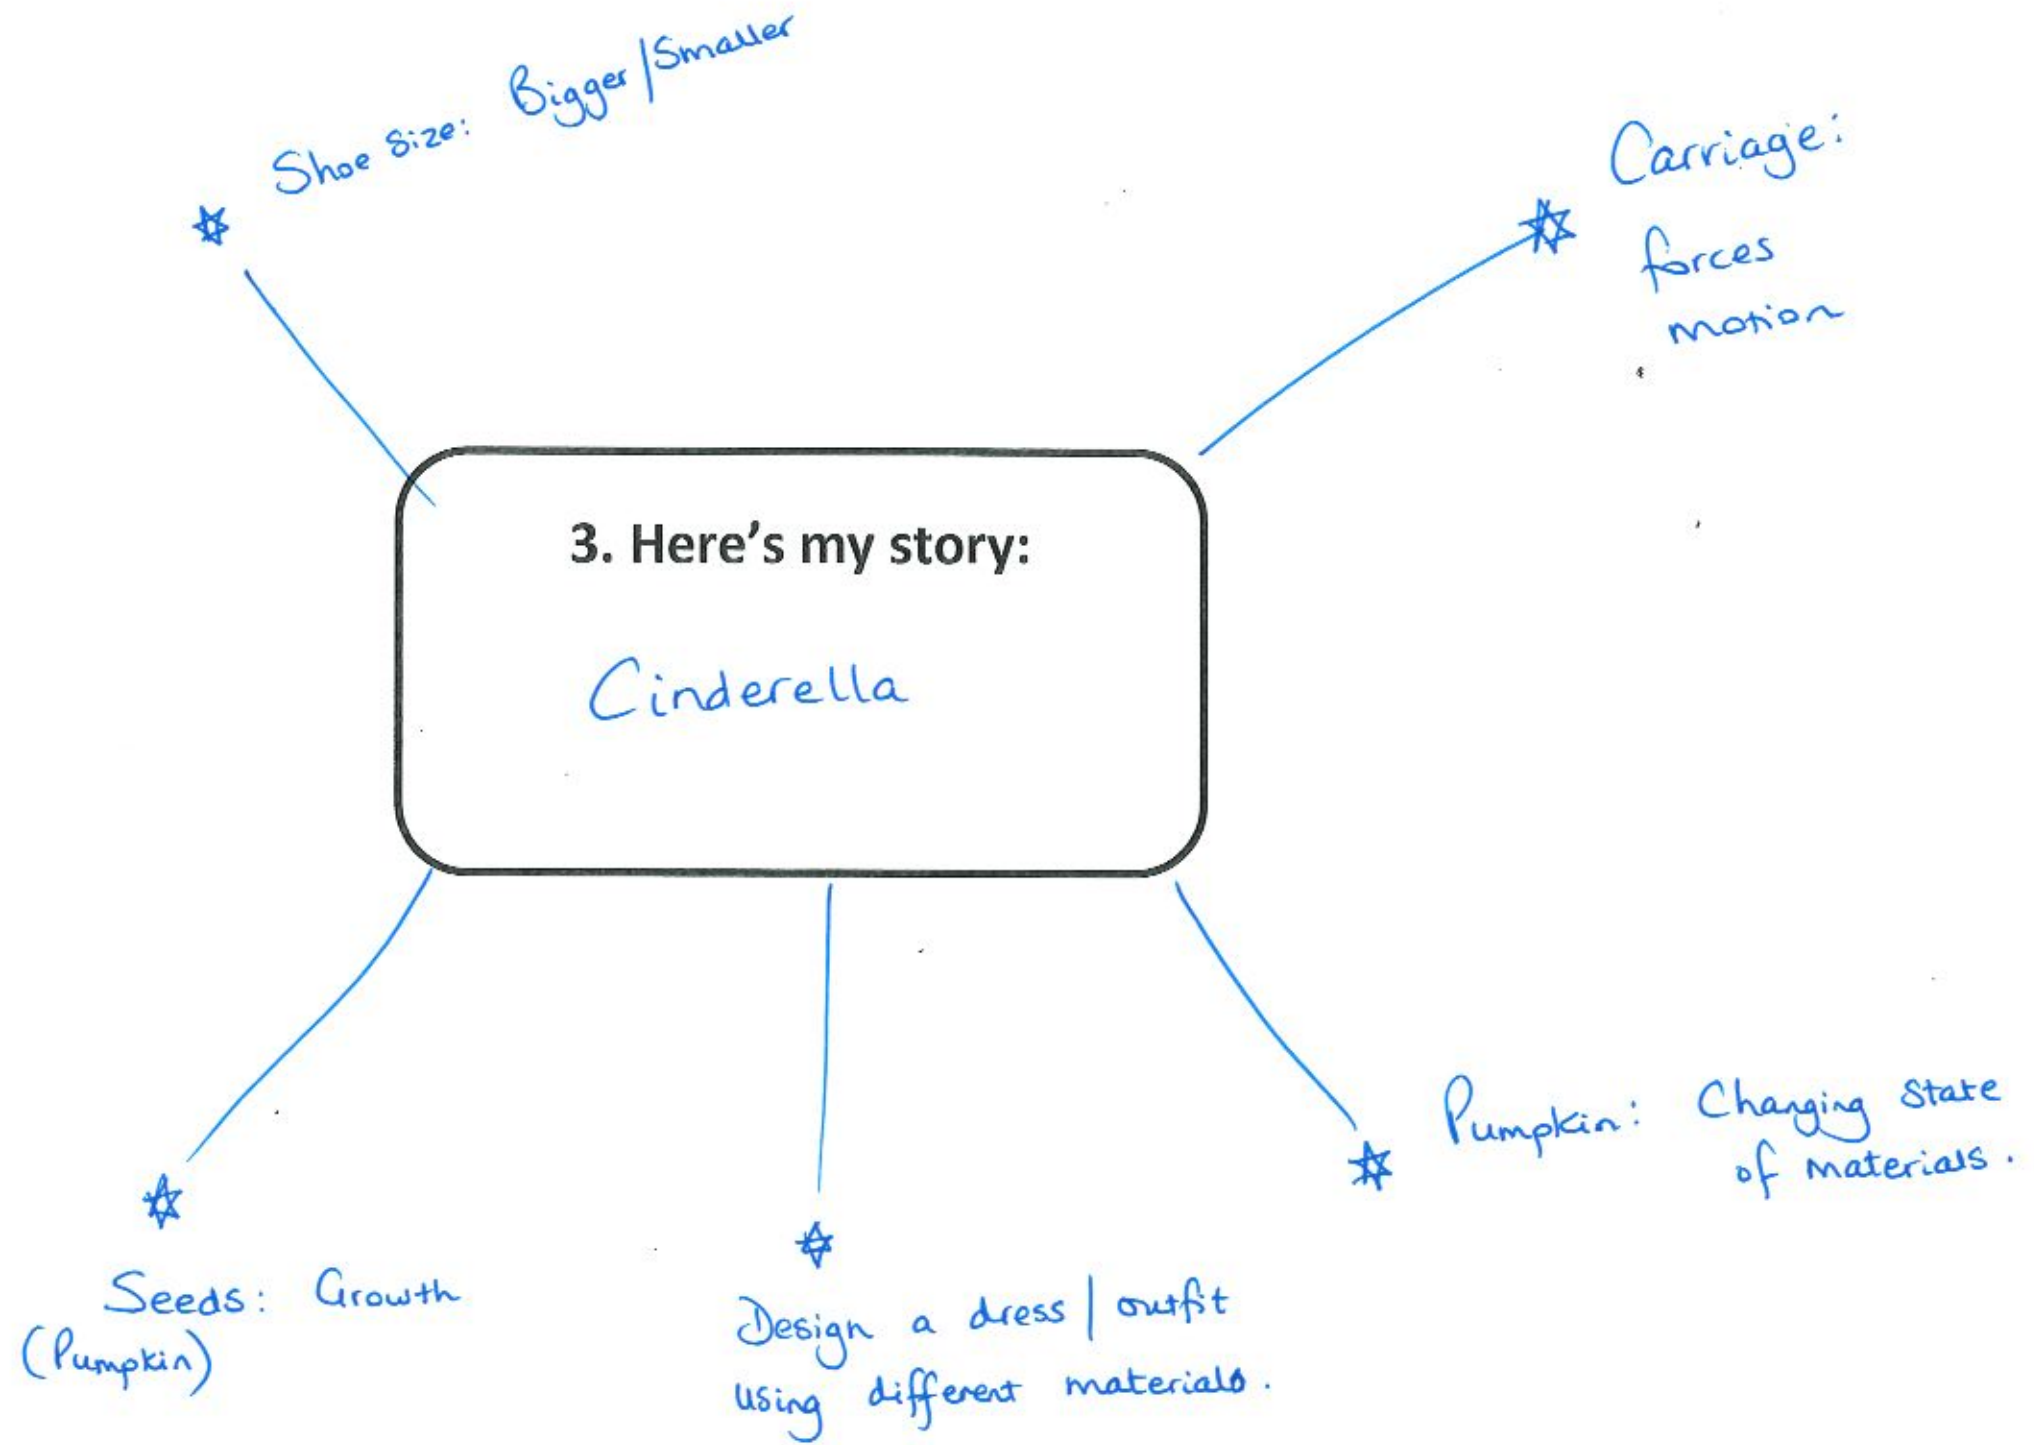 Shoe Size: Bigger/Smaller
Carriage:
forces
motion
3. Here's my story:
Cinderella
Pumpkin: Changing state
of materials.
Seeds: Growth
(Pumpkin)
Design a dress/outfit
using different materials.